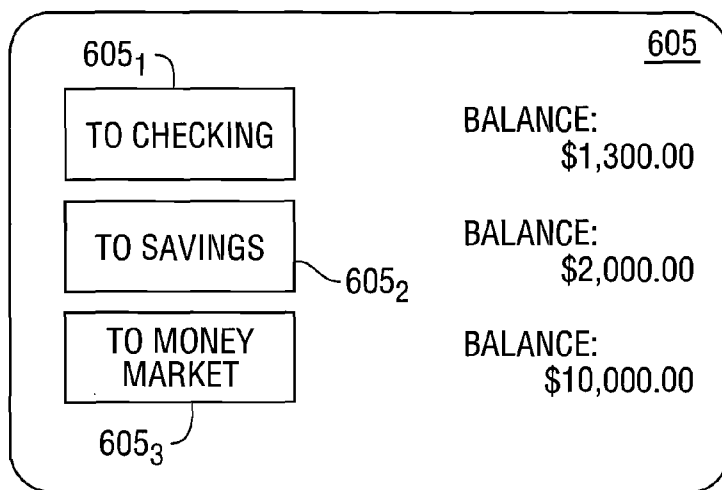 605
605₁
TO CHECKING
BALANCE:
$1,300.00
TO SAVINGS
605₂
BALANCE:
$2,000.00
TO MONEY
MARKET
605₃
BALANCE:
$10,000.00